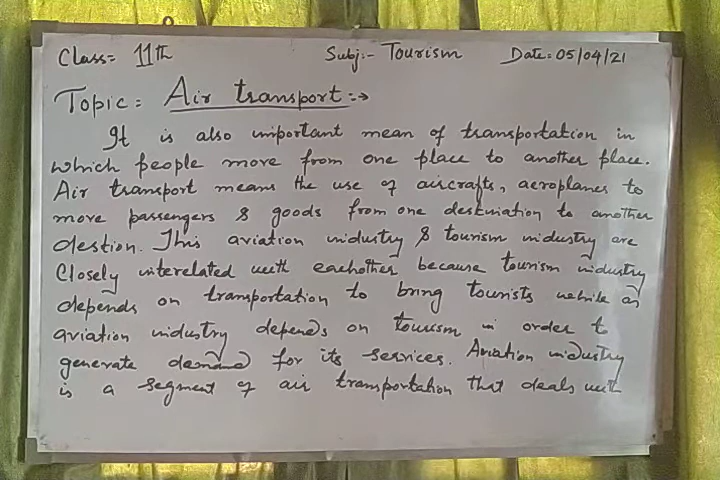 Class= 11th Subj:- Tourism Date: 05/04/21
Topic: Air transport:→
It is also important mean of transportation in
which people move from one place to another place.
Air transport means the use of aircrafts, aeroplanes to
move passengers & goods from one destination to another
destion. This aviation industry & tourism industry are
Closely interelated with eachother because tourism industry
depends on transportation to bring tourists while an
aviation industry depends on tourism in order to
generate demand for its services. Aviation industry
is a segment of air transportation that deals with